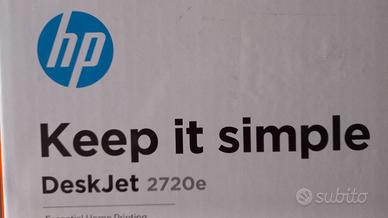 hp
Keep it simple
DeskJet 2720e
Essential Home Printing
subito